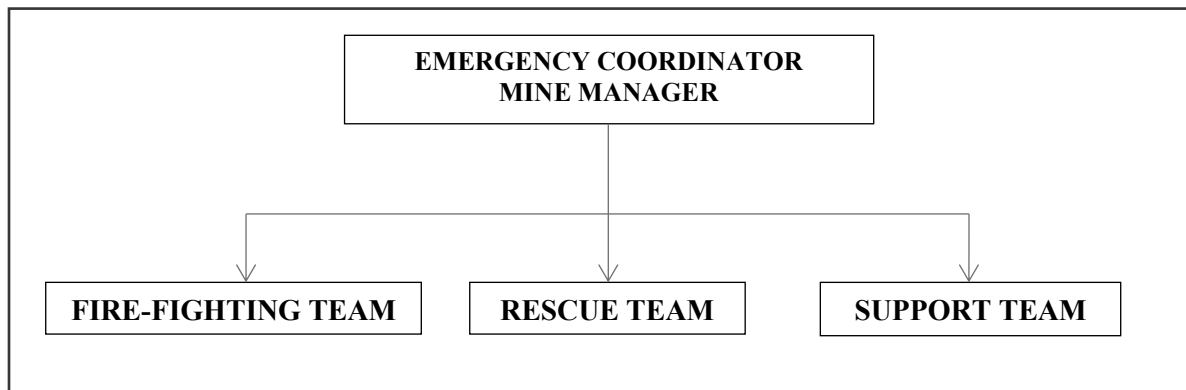 EMERGENCY COORDINATOR
MINE MANAGER
FIRE-FIGHTING TEAM
RESCUE TEAM
SUPPORT TEAM